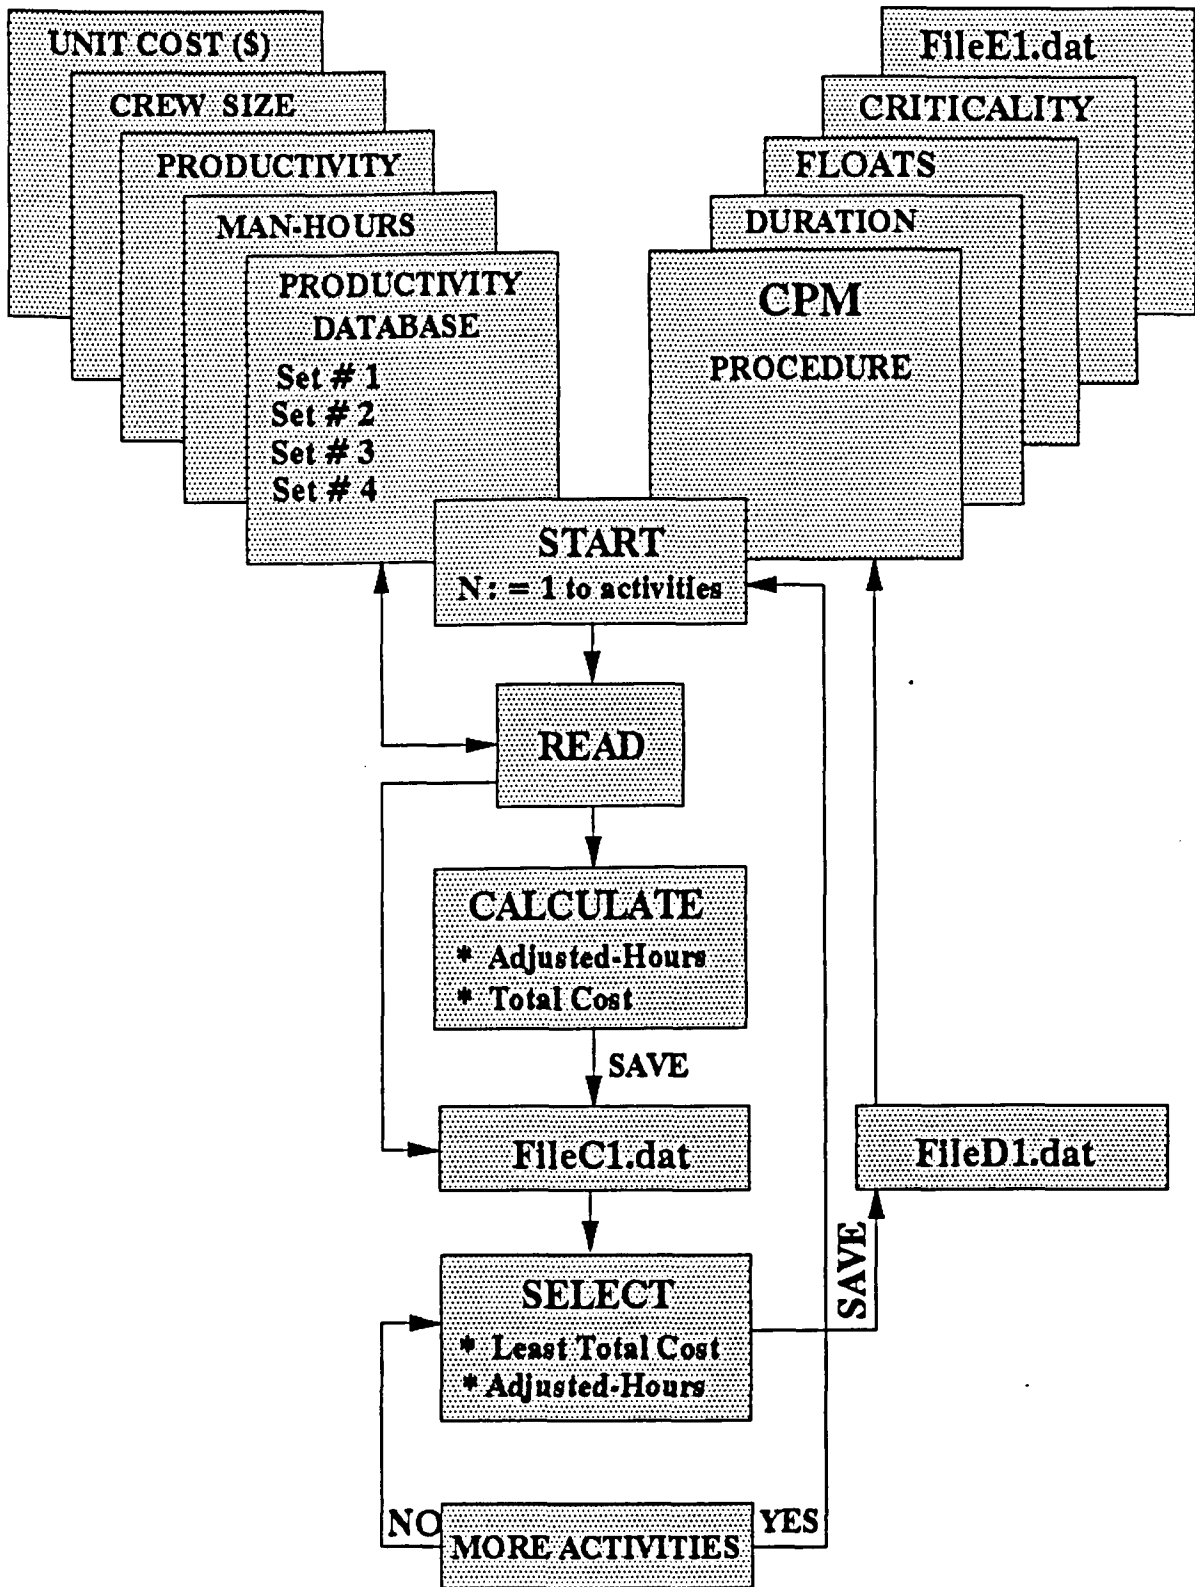 UNIT COST ($)
CREW SIZE
PRODUCTIVITY
MAN-HOURS
PRODUCTIVITY
DATABASE
Set # 1
Set # 2
Set # 3
Set # 4
FileE1.dat
CRITICALITY
FLOATS
DURATION
CPM
PROCEDURE
START
N: = 1 to activities
READ
CALCULATE
* Adjusted-Hours
* Total Cost
SAVE
FileC1.dat
FileD1.dat
SAVE
SELECT
* Least Total Cost
* Adjusted-Hours
NO
MORE ACTIVITIES
YES